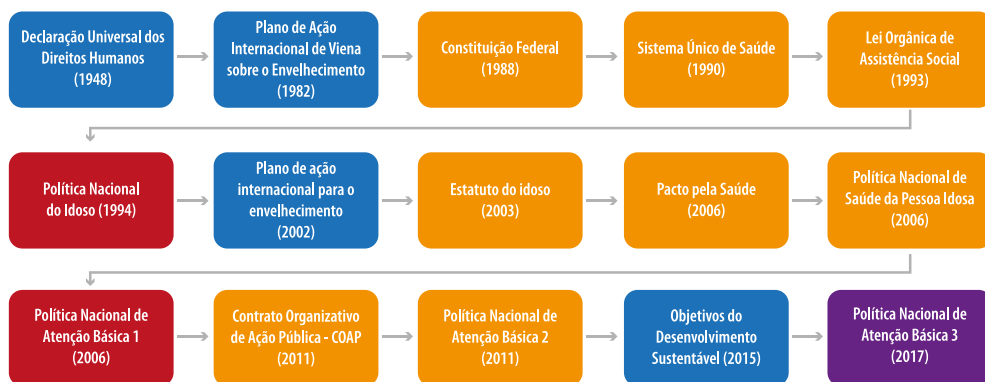 Declaração Universal dos
Direitos Humanos
(1948)
Plano de Ação
Internacional de Viena
sobre o Envelhecimento
(1982)
Constituição Federal
(1988)
Sistema Único de Saúde
(1990)
Lei Orgânica de
Assistência Social
(1993)
Política Nacional
do Idoso (1994)
Plano de ação
internacional para o
envelhecimento
(2002)
Estatuto do idoso
(2003)
Pacto pela Saúde
(2006)
Política Nacional de
Saúde da Pessoa Idosa
(2006)
Política Nacional de
Atenção Básica 1
(2006)
Contrato Organizativo
de Ação Pública - COAP
(2011)
Política Nacional de
Atenção Básica 2
(2011)
Objetivos do
Desenvolvimento
Sustentável (2015)
Política Nacional de
Atenção Básica 3
(2017)